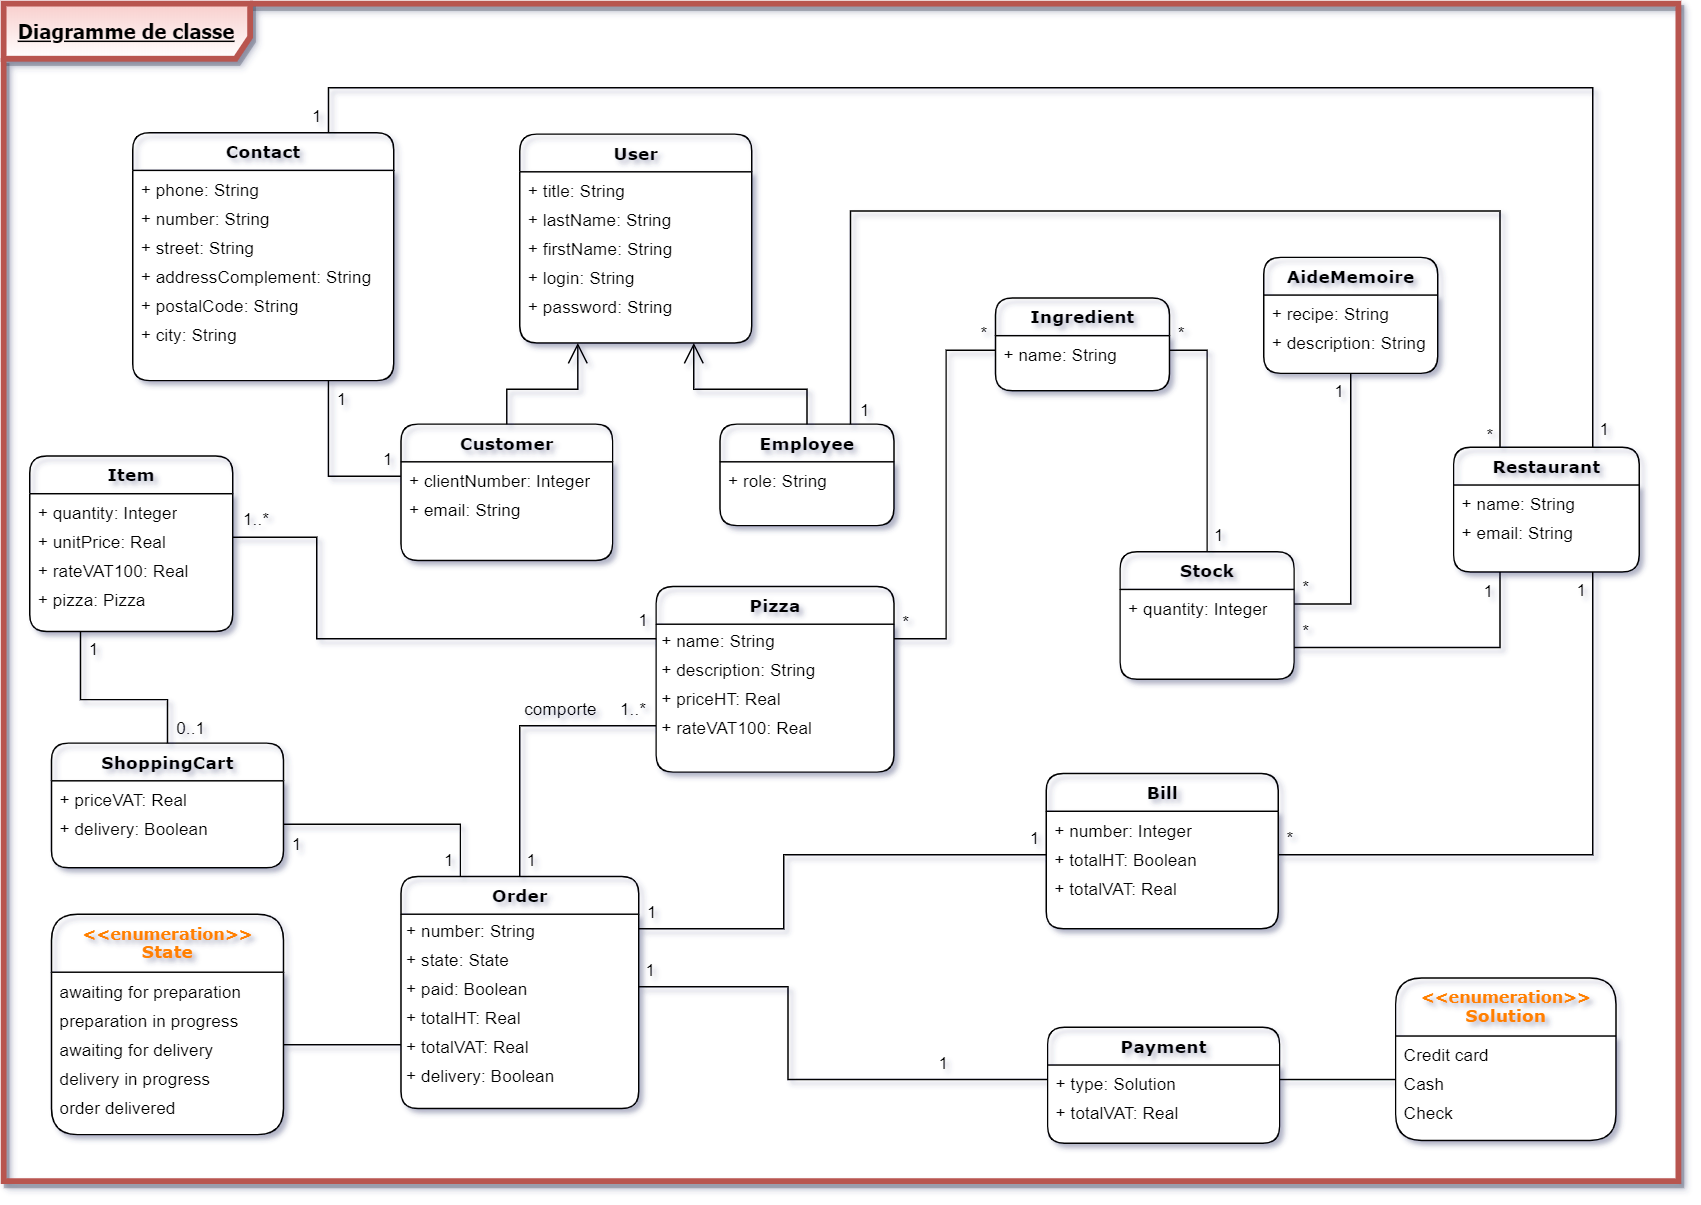 Diagramme de classe
1
Contact
+ phone: String
+ number: String
+ street: String
+ addressComplement: String
+ postalCode: String
+ city: String
1
User
+ title: String
+ lastName: String
+ firstName: String
+ login: String
+ password: String
AideMemoire
+ recipe: String
+ description: String
1
*
Ingredient
*
+ name: String
1
Customer
+ clientNumber: Integer
+ email: String
1
Employee
+ role: String
*
1
Restaurant
+ name: String
+ email: String
1
1
Item
+ quantity: Integer
+ unitPrice: Real
+ rateVAT100: Real
+ pizza: Pizza
1..*
1
1
Stock
+ quantity: Integer
*
*
1
Pizza
*
+ name: String
+ description: String
+ priceHT: Real
+ rateVAT100: Real
comporte
1..*
0..1
ShoppingCart
+ priceVAT: Real
+ delivery: Boolean
1
1
1
Bill
+ number: Integer
+ totalHT: Boolean
+ totalVAT: Real
1
*
Order
+ number: String
+ state: State
+ paid: Boolean
+ totalHT: Real
+ totalVAT: Real
+ delivery: Boolean
1
1
<<enumeration>>
State
awaiting for preparation
preparation in progress
awaiting for delivery
delivery in progress
order delivered
1
Payment
+ type: Solution
+ totalVAT: Real
<<enumeration>>
Solution
Credit card
Cash
Check